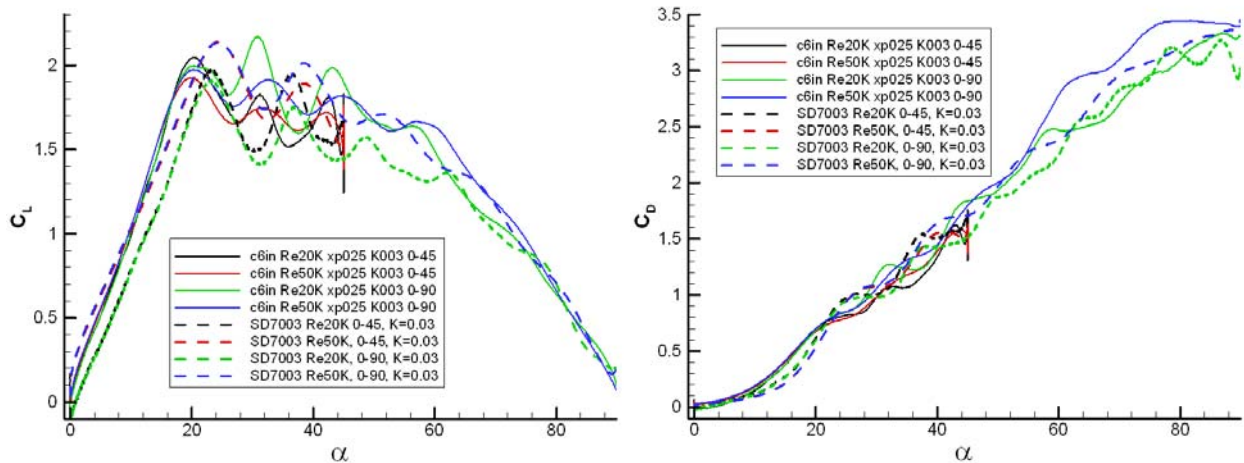 C_L
2
1.5
1
0.5
0
0
20
40
60
80
α
c6in Re20K xp025 K003 0-45
c6in Re50K xp025 K003 0-45
c6in Re20K xp025 K003 0-90
c6in Re50K xp025 K003 0-90
SD7003 Re20K 0-45, K=0.03
SD7003 Re50K, 0-45, K=0.03
SD7003 Re20K, 0-90, K=0.03
SD7003 Re50K, 0-90, K=0.03
C_D
3.5
3
2.5
2
1.5
1
0.5
0
0
20
40
60
80
α
c6in Re20K xp025 K003 0-45
c6in Re50K xp025 K003 0-45
c6in Re20K xp025 K003 0-90
c6in Re50K xp025 K003 0-90
SD7003 Re20K 0-45, K=0.03
SD7003 Re50K, 0-45, K=0.03
SD7003 Re20K, 0-90, K=0.03
SD7003 Re50K, 0-90, K=0.03